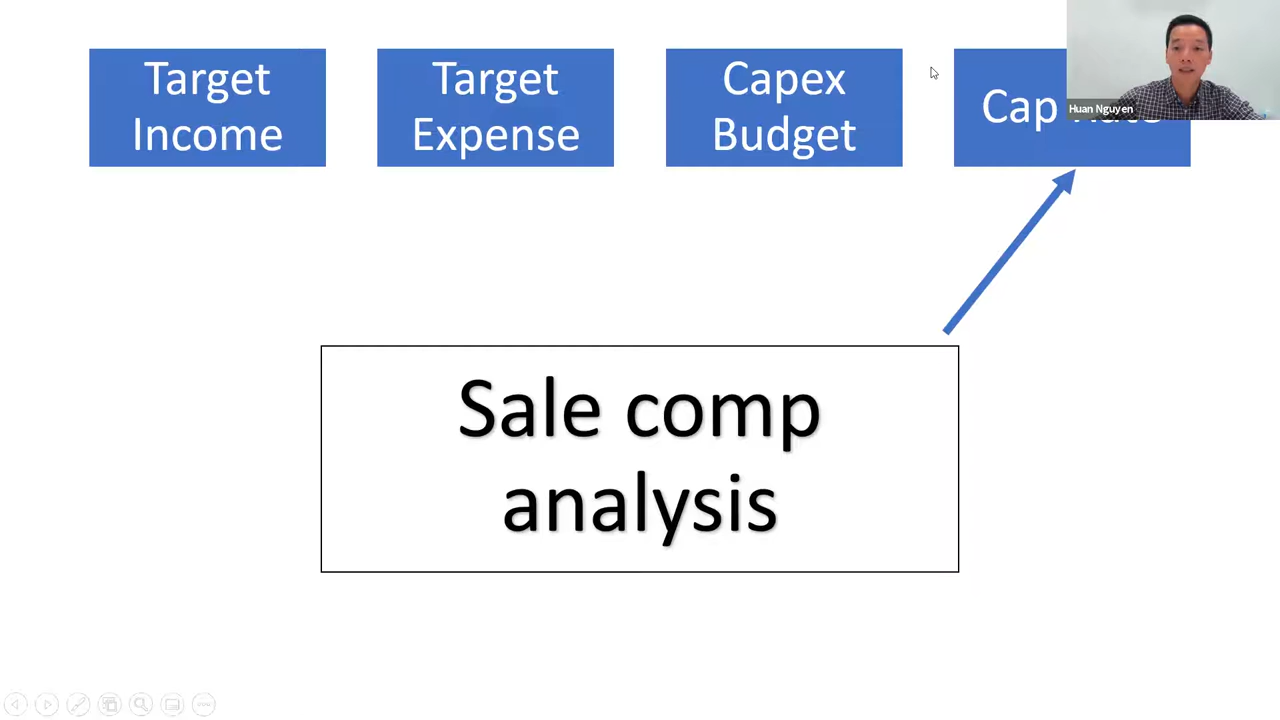 Target
Income
Target
Expense
Capex
Budget
Cap
Huan Nguyen
Sale comp
analysis